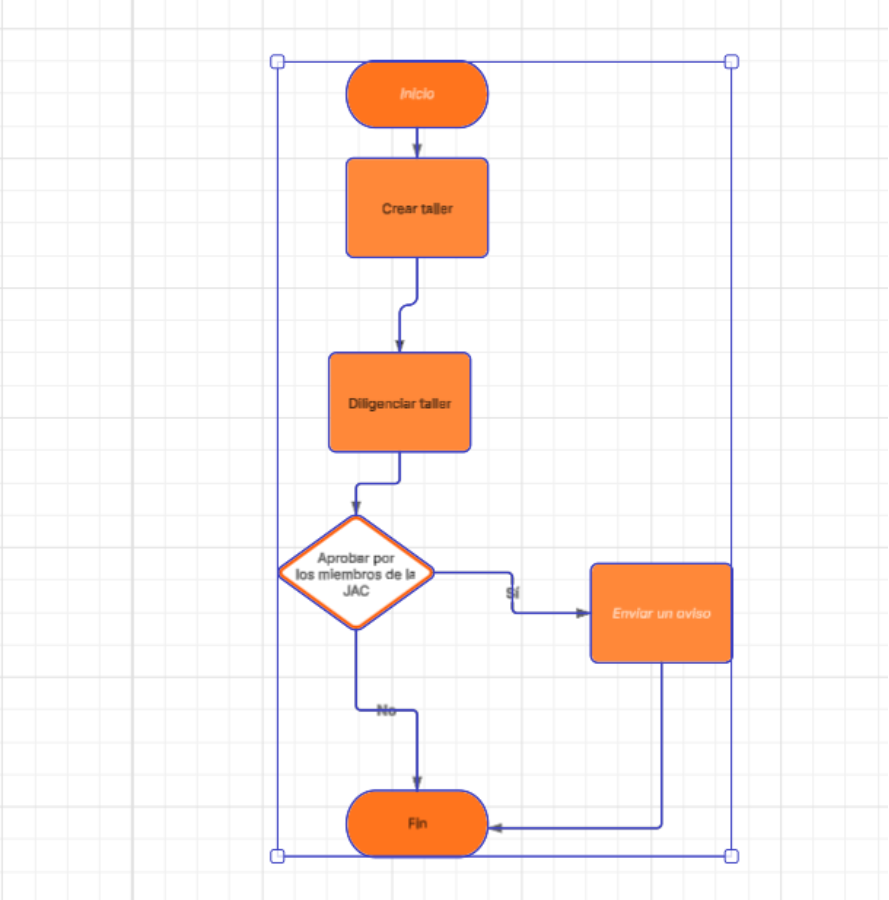 Inicio
Crear taller
Diligenciar taller
Aprobar por
los miembros de la
JAC
Sí
Enviar un aviso
No
Fin